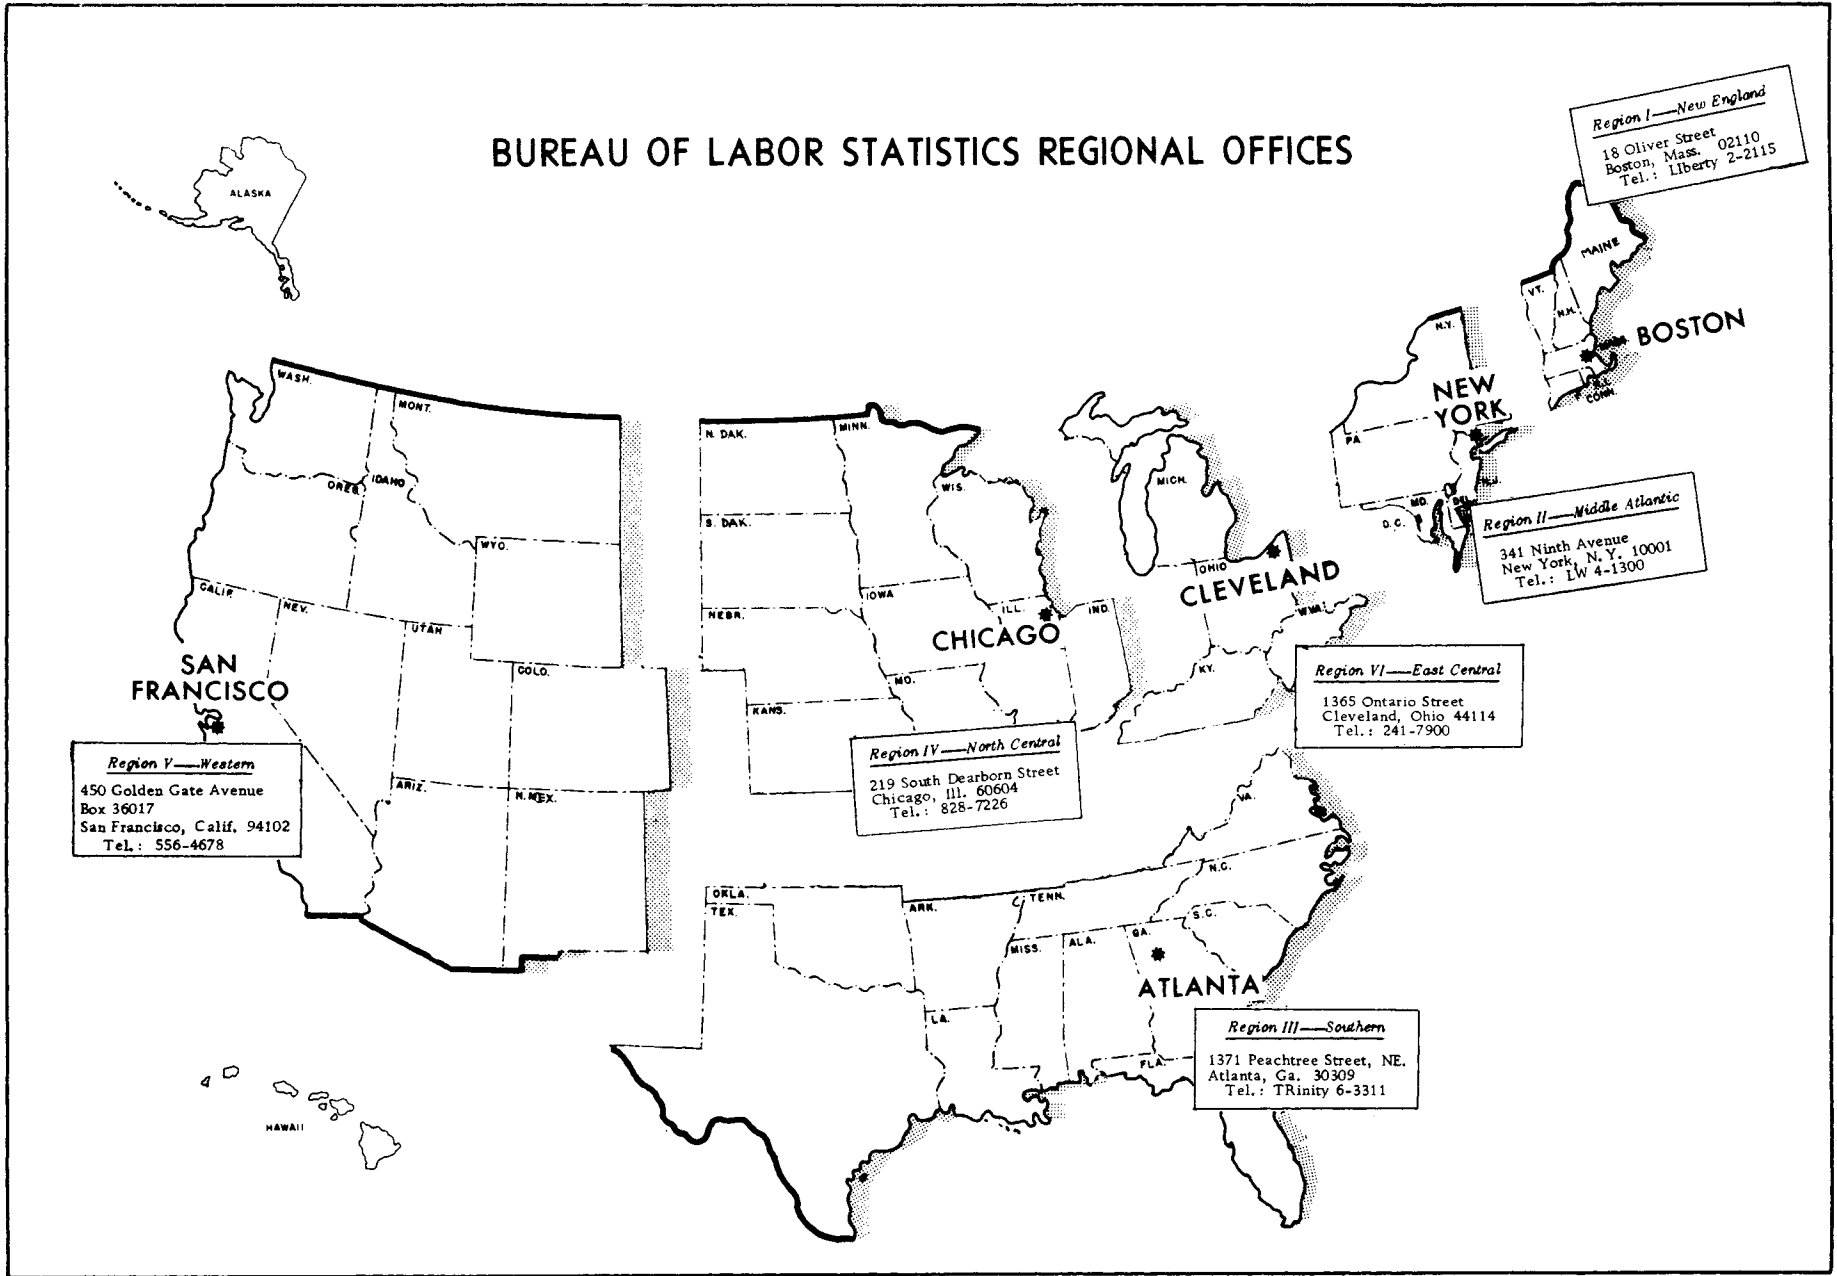 BUREAU OF LABOR STATISTICS REGIONAL OFFICES
Region I—New England
18 Oliver Street
Boston, Mass. 02110
Tel.: LIberty 2-2115
ALASKA
MAINE
VT.
N.H.
BOSTON
CONN.
N.Y.
NEW
YORK
PA
N.J.
MD.
DEL.
D.C.
Region II—Middle Atlantic
341 Ninth Avenue
New York, N. Y. 10001
Tel.: LW 4-1300
WASH.
MONT.
OREG.
IDAHO
WYO.
CALIF.
NEV.
UTAH
COLO.
ARIZ.
N. MEX.
SAN
FRANCISCO
Region V—Western
450 Golden Gate Avenue
Box 36017
San Francisco, Calif. 94102
Tel.: 556-4678
N. DAK.
MINN.
S. DAK.
WIS.
IOWA
NEBR.
ILL.
IND.
CHICAGO
MO.
KANS.
Region IV—North Central
219 South Dearborn Street
Chicago, Ill. 60604
Tel.: 828-7226
MICH.
OHIO
CLEVELAND
W.VA.
KY.
Region VI—East Central
1365 Ontario Street
Cleveland, Ohio 44114
Tel.: 241-7900
VA.
N.C.
OKLA.
TEX.
ARK.
TENN.
S.C.
MISS.
ALA.
GA.
ATLANTA
LA.
FLA.
Region III—Southern
1371 Peachtree Street, NE.
Atlanta, Ga. 30309
Tel.: TRinity 6-3311
HAWAII